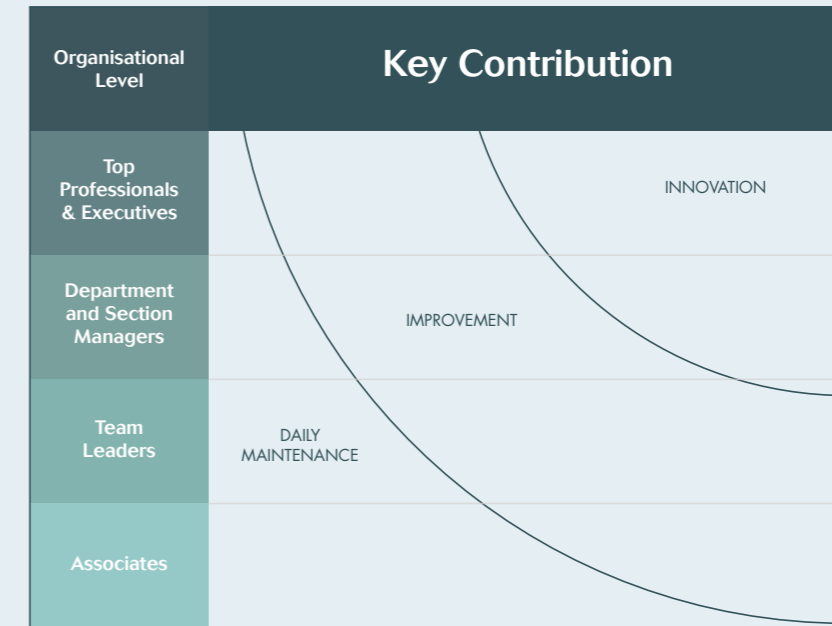 Organisational
Level
Key Contribution
Top
Professionals
& Executives
INNOVATION
Department
and Section
Managers
IMPROVEMENT
Team
Leaders
DAILY
MAINTENANCE
Associates